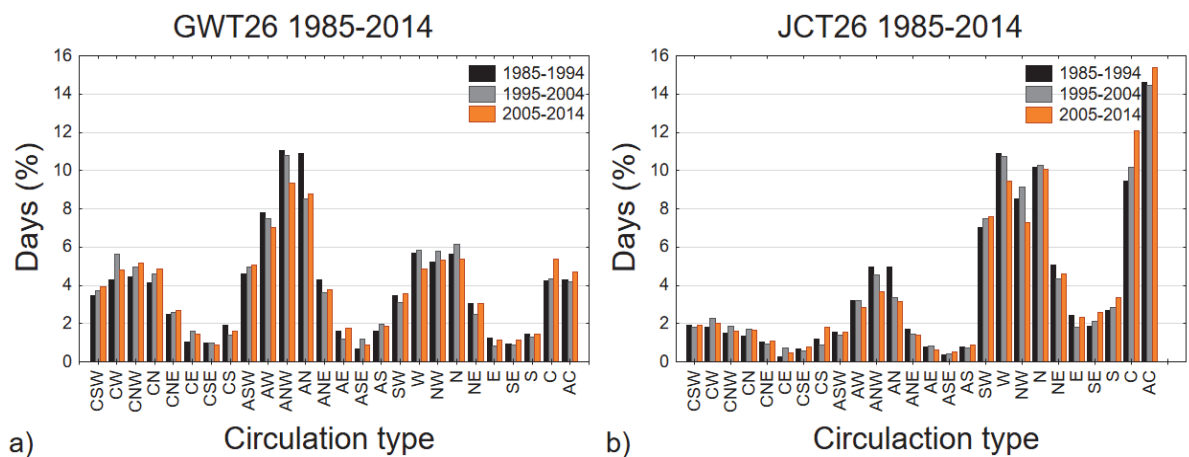 GWT26 1985-2014
16
14
12
10
8
6
4
2
0
Days (%)
1985-1994
1995-2004
2005-2014
CSW
CW
CNW
CN
CNE
CE
CSE
CS
ASW
AW
ANW
AN
ANE
AE
ASE
AS
SW
W
NW
N
NE
E
SE
S
C
AC
a)
Circulation type
JCT26 1985-2014
16
14
12
10
8
6
4
2
0
Days (%)
1985-1994
1995-2004
2005-2014
CSW
CW
CNW
CN
CNE
CE
CSE
CS
ASW
AW
ANW
AN
ANE
AE
ASE
AS
SW
W
NW
N
NE
E
SE
S
C
AC
b)
Circulaction type